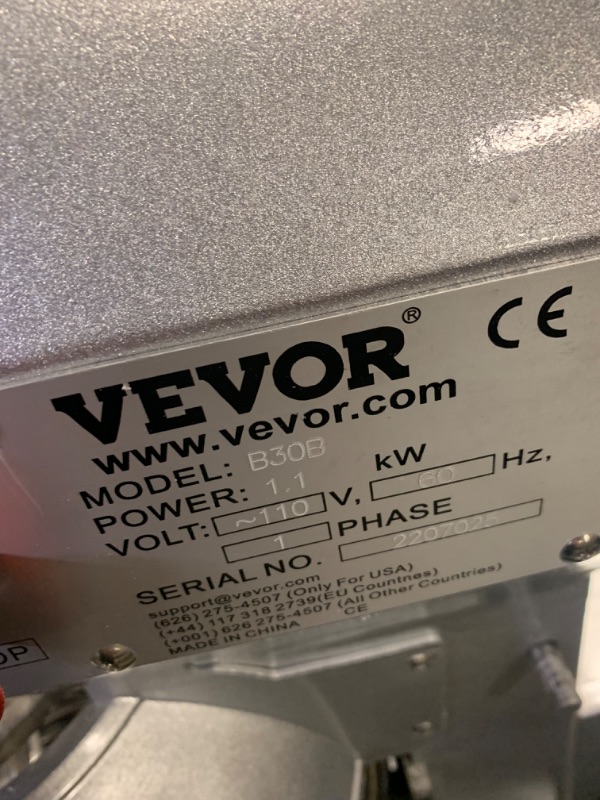 VEVOR®
CE
www.vevor.com
MODEL: B30B
POWER: 1.1 kW
VOLT: ~110 V, 60 Hz,
1 PHASE
SERIAL NO. 2207025
support@vevor.com
(626) 275-4507 (Only For USA)
(+44) 117 318 2739(EU Countries)
(+001) 626 275-4507 (All Other Countries)
MADE IN CHINA CE
OP